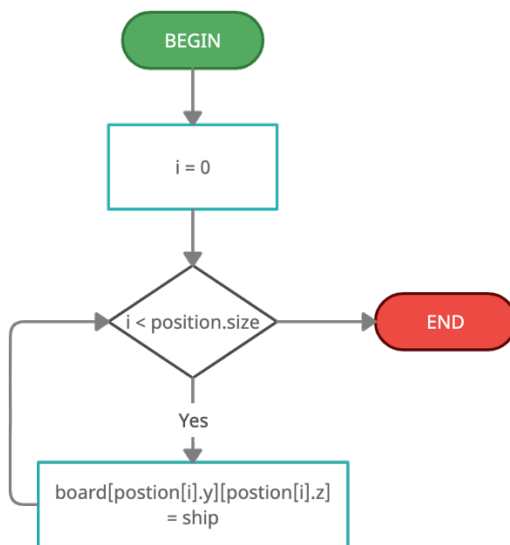 BEGIN
i = 0
i < position.size
END
Yes
board[postion[i].y][postion[i].z]
= ship